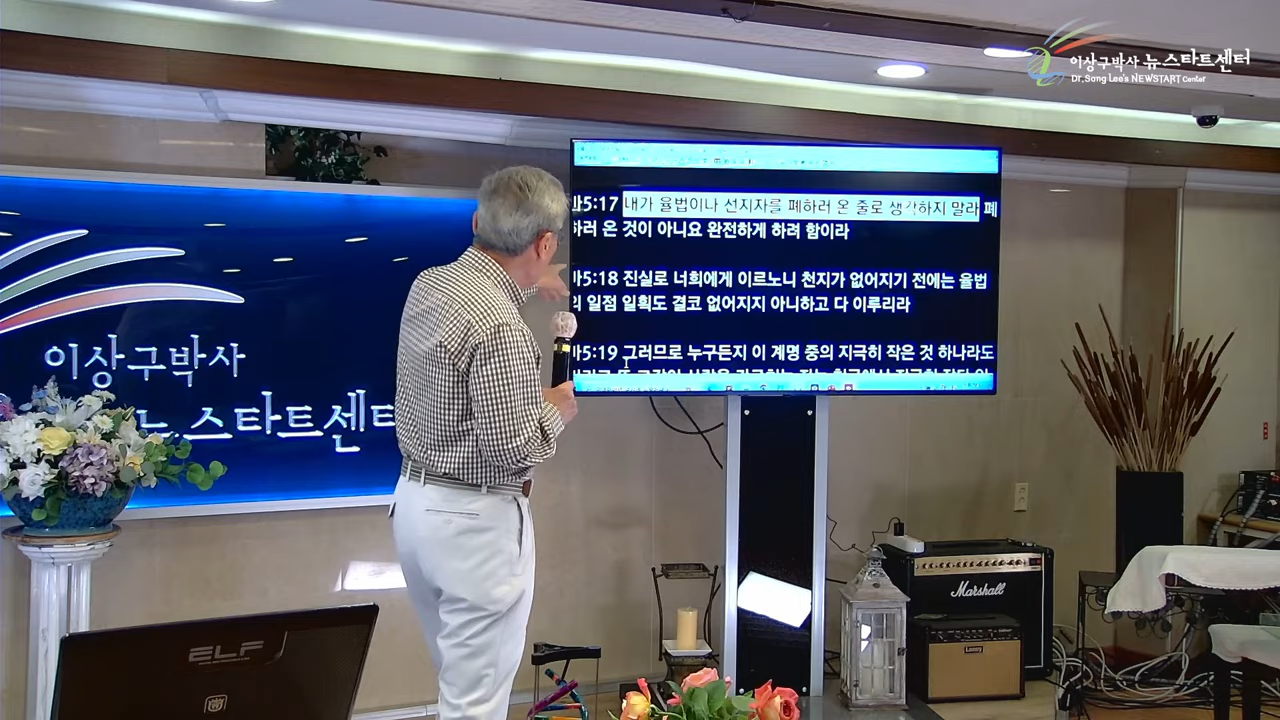 이상구박사 뉴스타트센터
Dr.Sang Lee's NEWSTART Center
마5:17 내가 율법이나 선지자를 폐하러 온 줄로 생각하지 말라 폐
하러 온 것이 아니요 완전하게 하려 함이라
마5:18 진실로 너희에게 이르노니 천지가 없어지기 전에는 율법
의 일점 일획도 결코 없어지지 아니하고 다 이루리라
마5:19 그러므로 누구든지 이 계명 중의 지극히 작은 것 하나라도
이상구박사
뉴스타트센터
Marshall
Laney
ELF